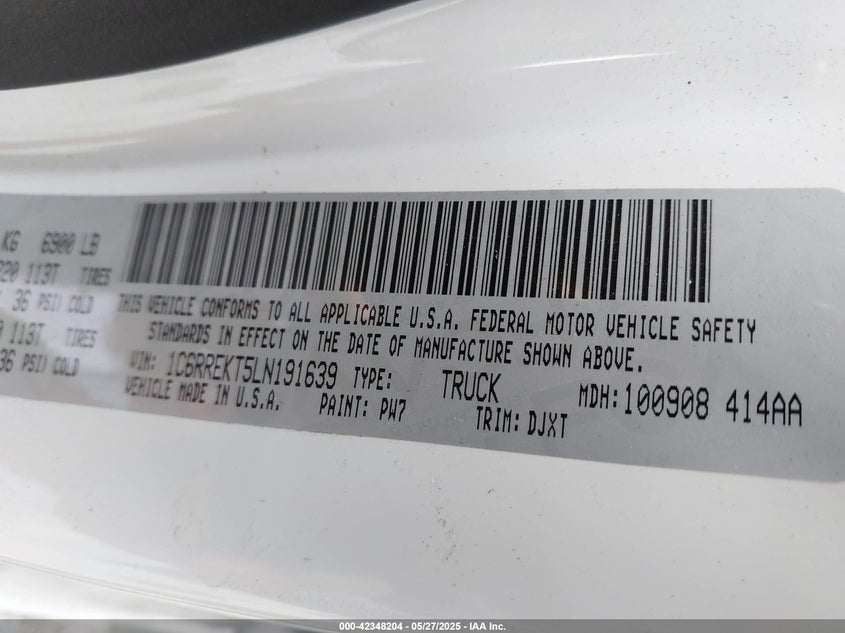 KG 6900 LB
113T TIRES
36 PSI) COLD
113T TIRES
36 PSI) COLD
THIS VEHICLE CONFORMS TO ALL APPLICABLE U.S.A. FEDERAL MOTOR VEHICLE SAFETY
STANDARDS IN EFFECT ON THE DATE OF MANUFACTURE SHOWN ABOVE.
VIN: 1C6RREKT5LN191639 TYPE: TRUCK MDH: 100908 414AA
VEHICLE MADE IN U.S.A. PAINT: PW7 TRIM: DJXT
000-42348204 - 05/27/2025 - IAA Inc.